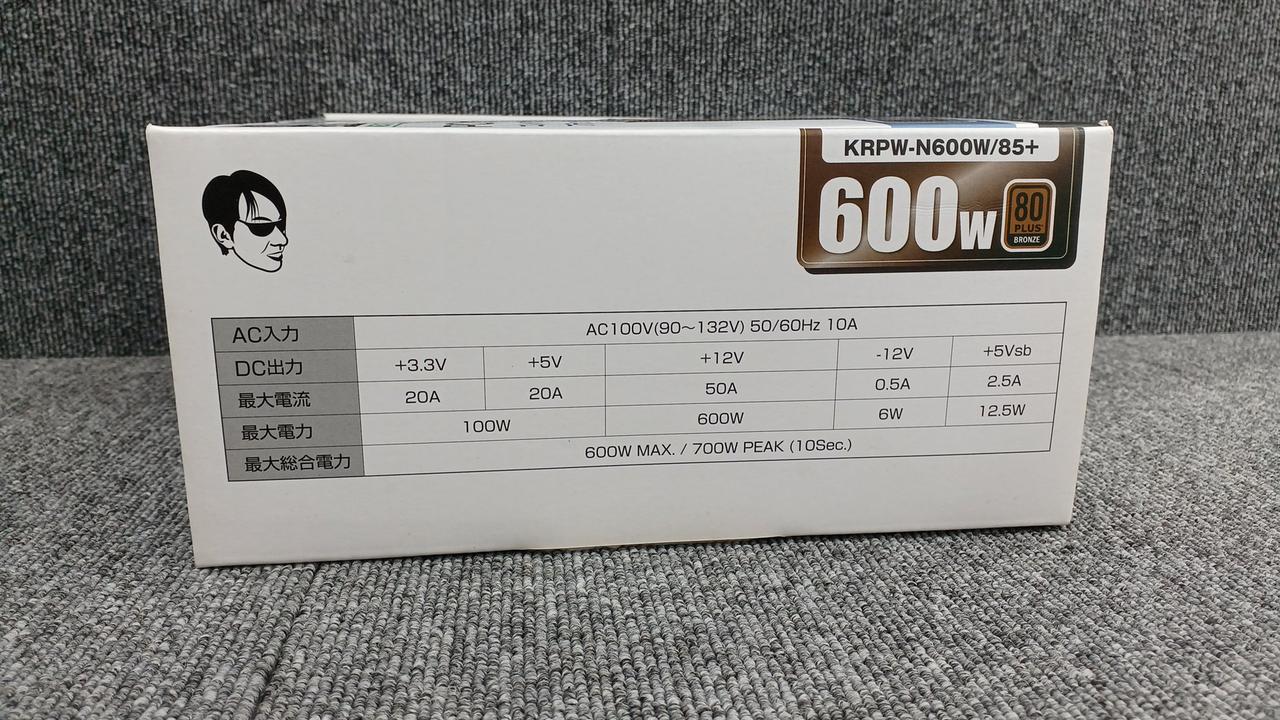 KRPW-N600W/85+
600W
80
PLUS
BRONZE
AC入力 AC100V(90～132V) 50/60Hz 10A
DC出力 +3.3V +5V +12V -12V +5Vsb
最大電流 20A 20A 50A 0.5A 2.5A
最大電力 100W 600W 6W 12.5W
最大総合電力 600W MAX. / 700W PEAK (10Sec.)